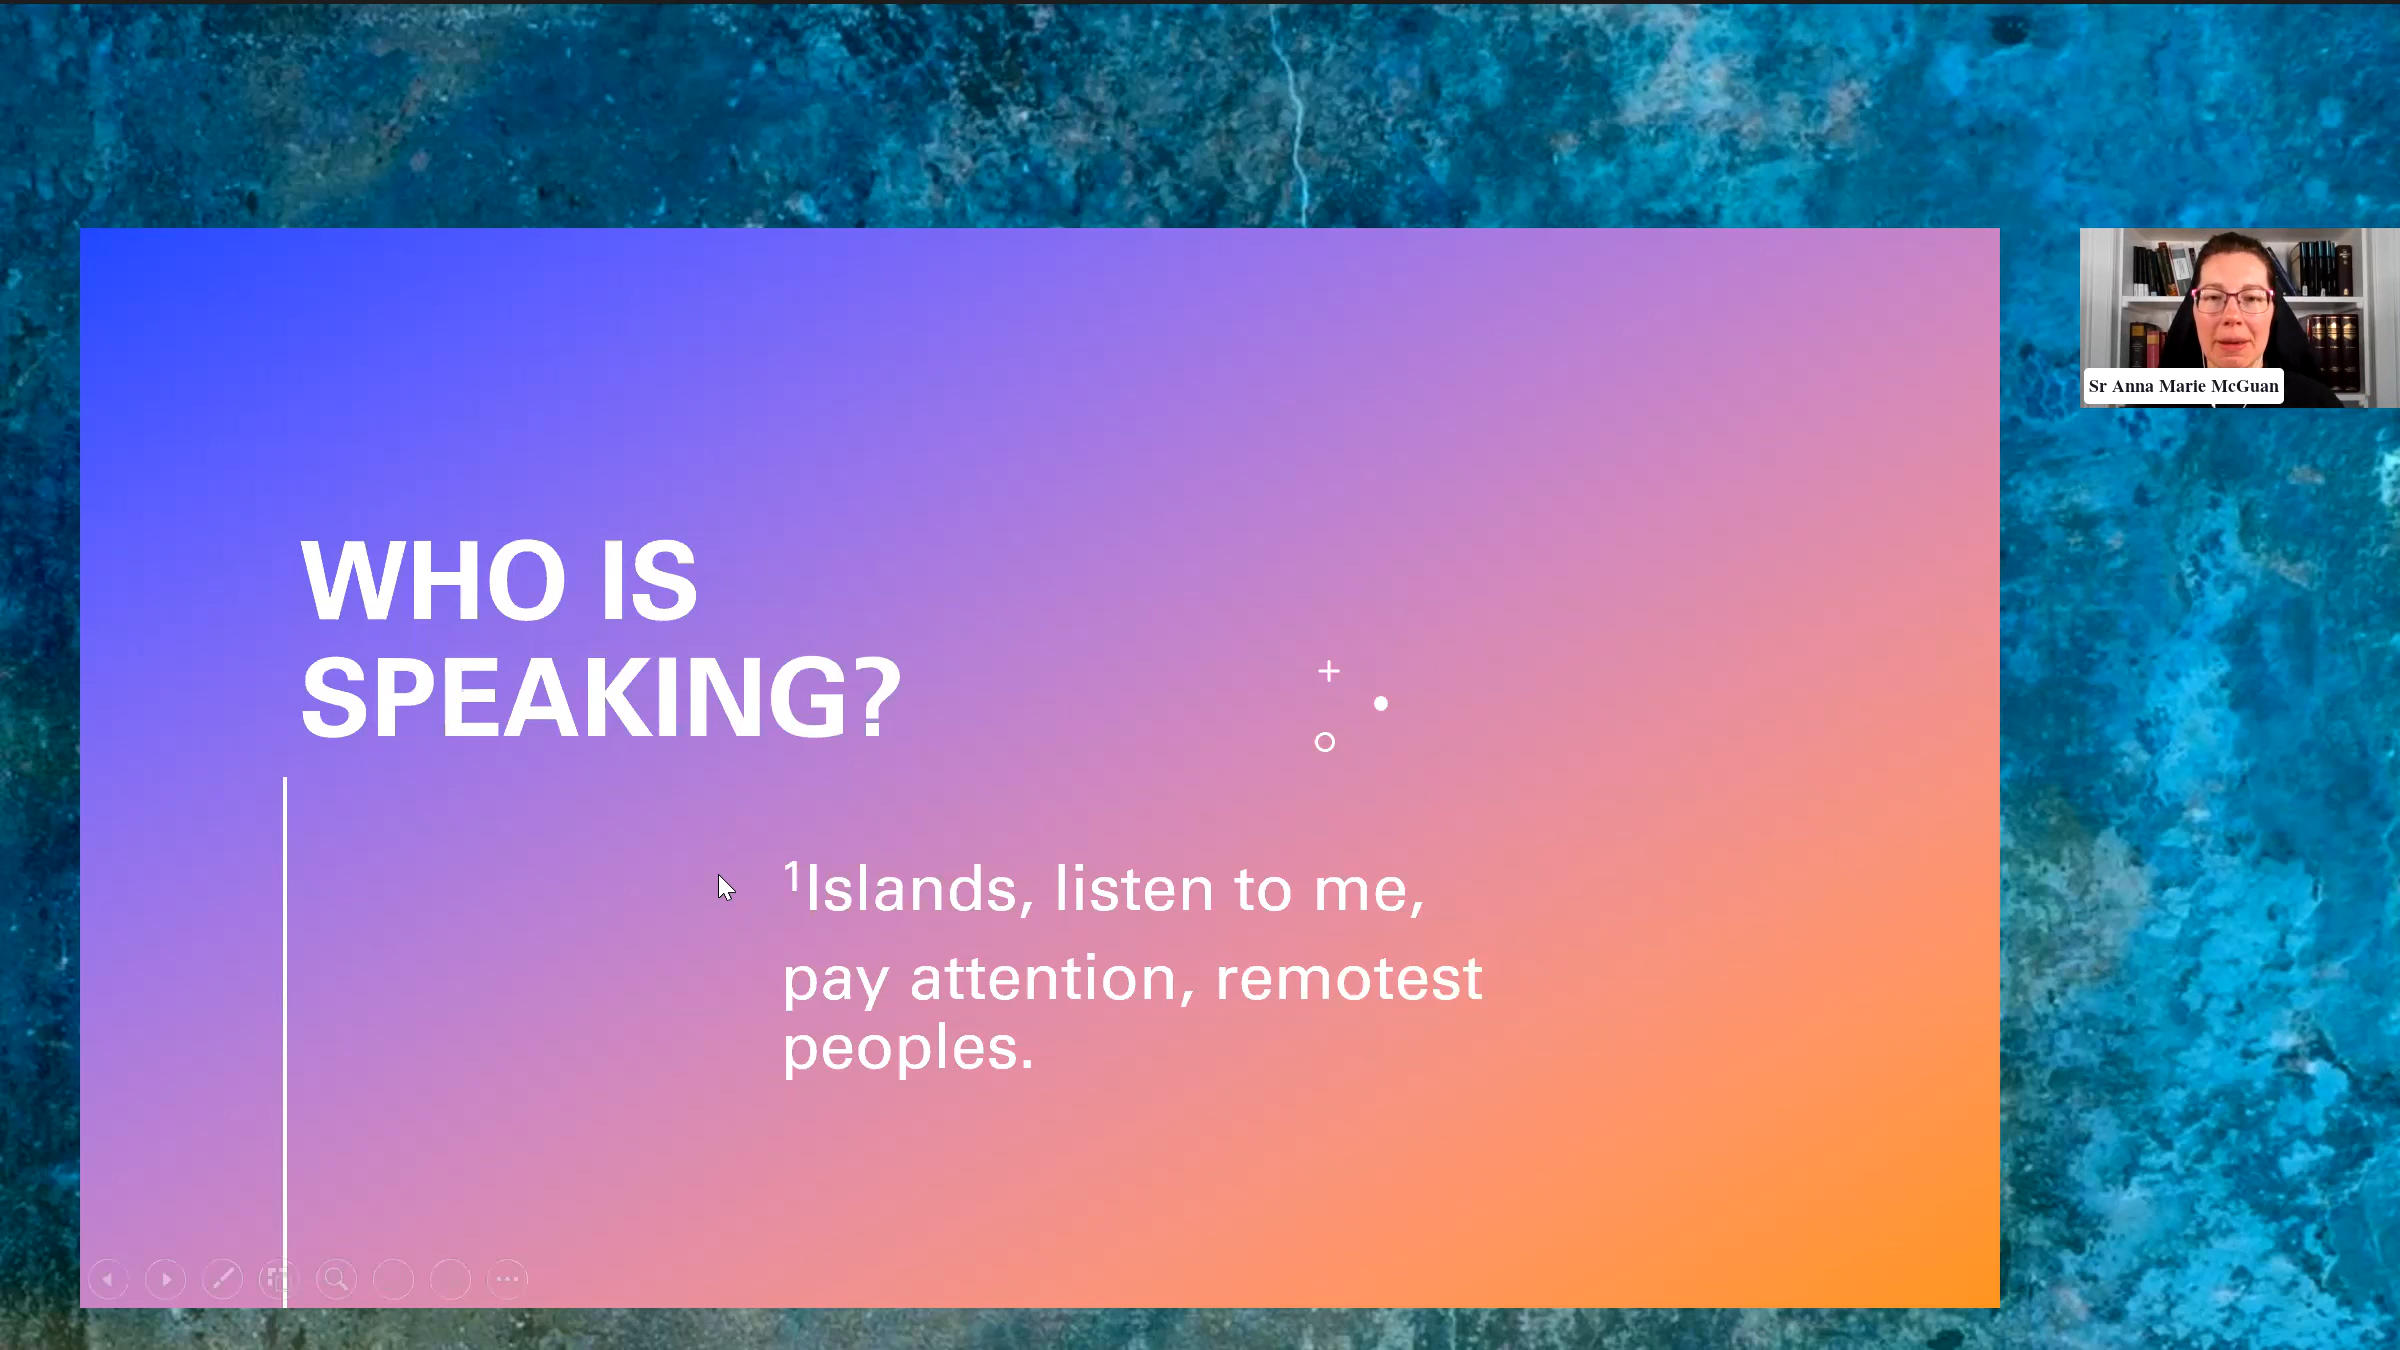 WHO IS
SPEAKING?
¹Islands, listen to me,
pay attention, remotest
peoples.
Sr Anna Marie McGuan